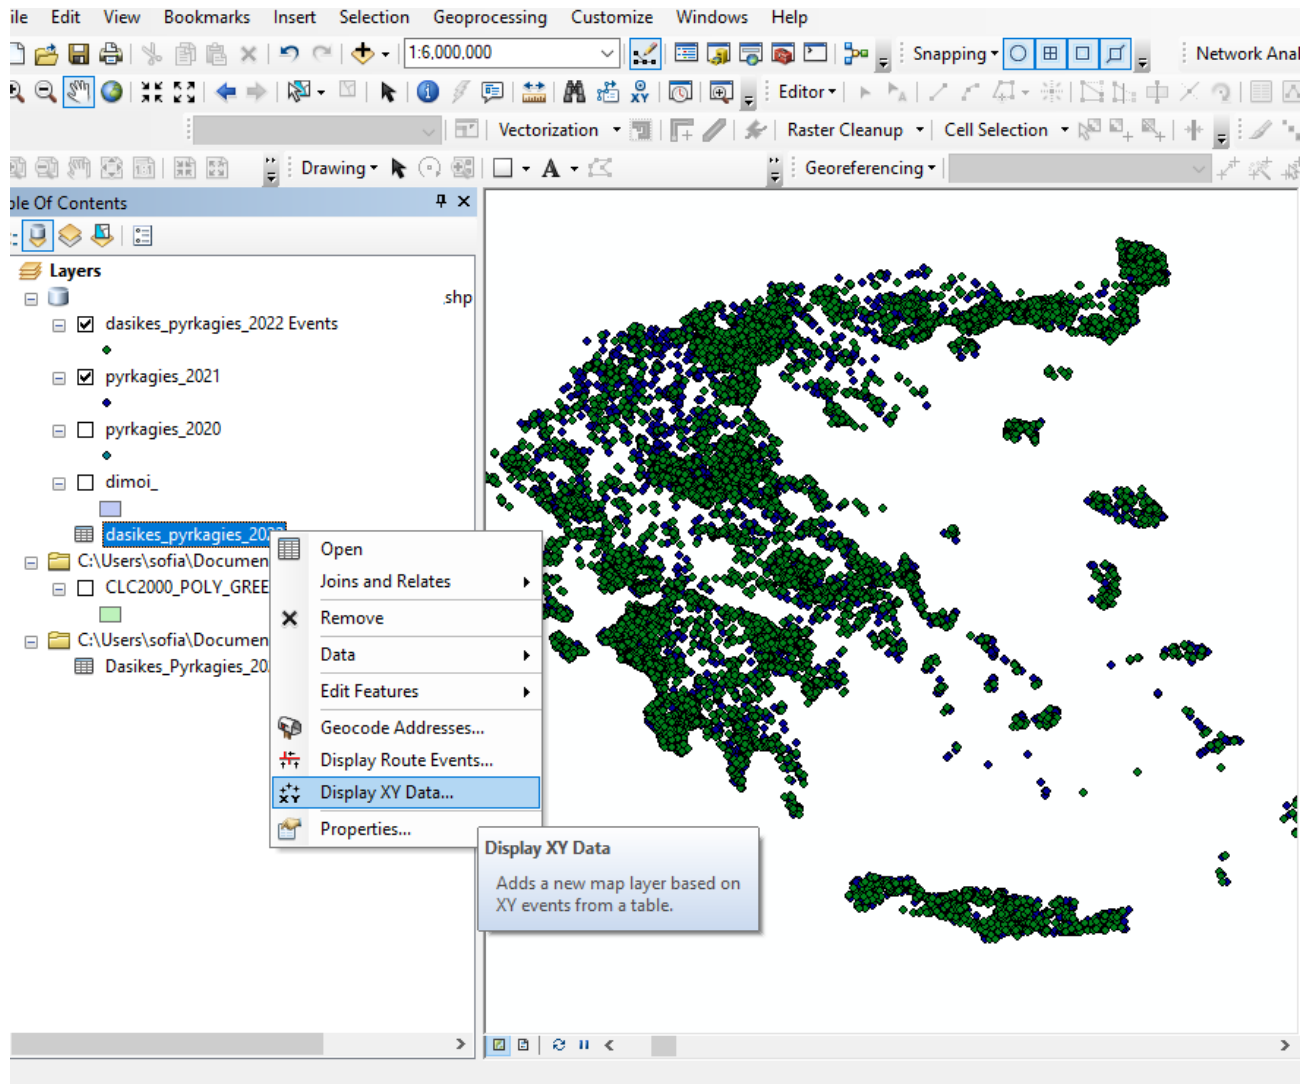 ile Edit View Bookmarks Insert Selection Geoprocessing Customize Windows Help
1:6,000,000 Snapping Network Anal
Editor
Vectorization Raster Cleanup Cell Selection
Drawing A Georeferencing
ble Of Contents
Layers
.shp
dasikes_pyrkagies_2022 Events
pyrkagies_2021
pyrkagies_2020
dimoi_
dasikes_pyrkagies_202
C:\Users\sofia\Documen
CLC2000_POLY_GREE
C:\Users\sofia\Documen
Dasikes_Pyrkagies_20
Open
Joins and Relates
Remove
Data
Edit Features
Geocode Addresses...
Display Route Events...
XY Display XY Data...
Properties...
Display XY Data
Adds a new map layer based on
XY events from a table.